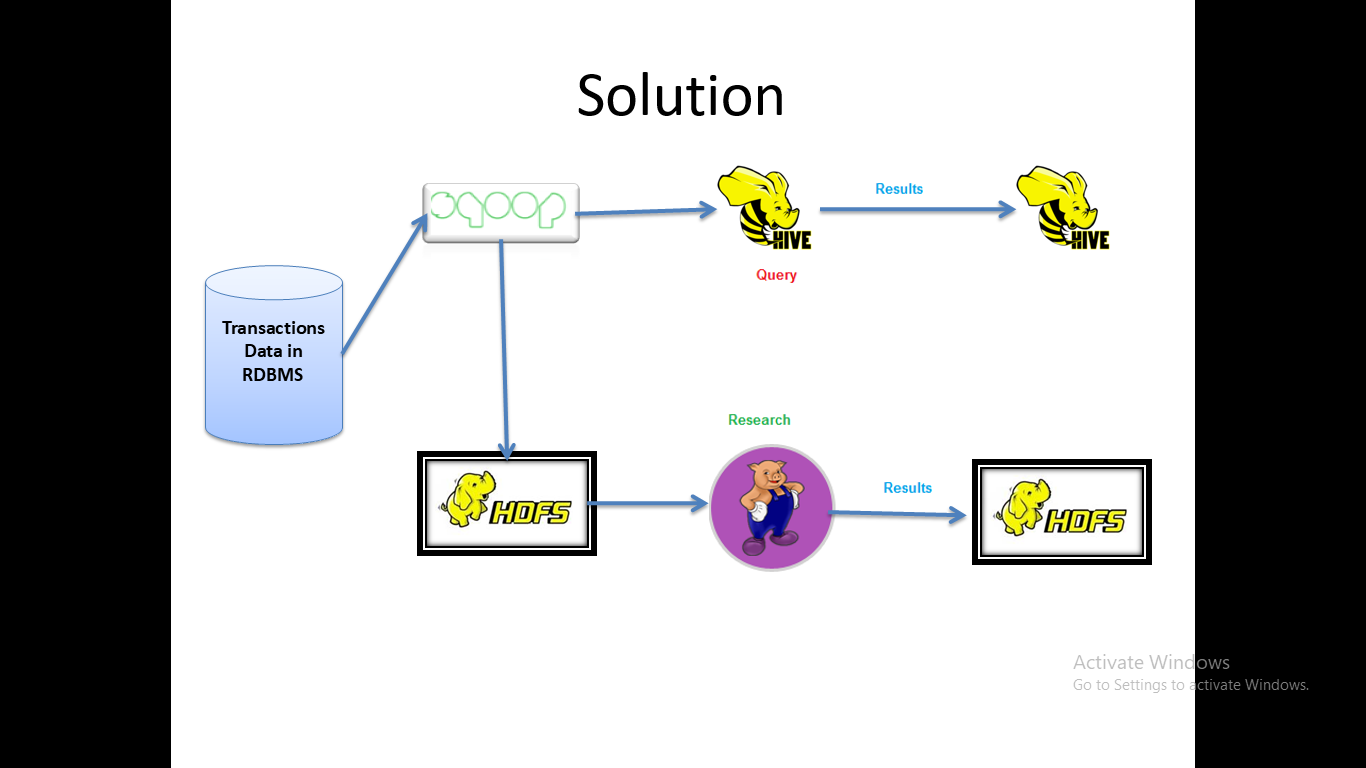 Solution
sqoop
HIVE
Query
Results
HIVE
Transactions
Data in
RDBMS
HDFS
Research
Results
HDFS
Activate Windows
Go to Settings to activate Windows.